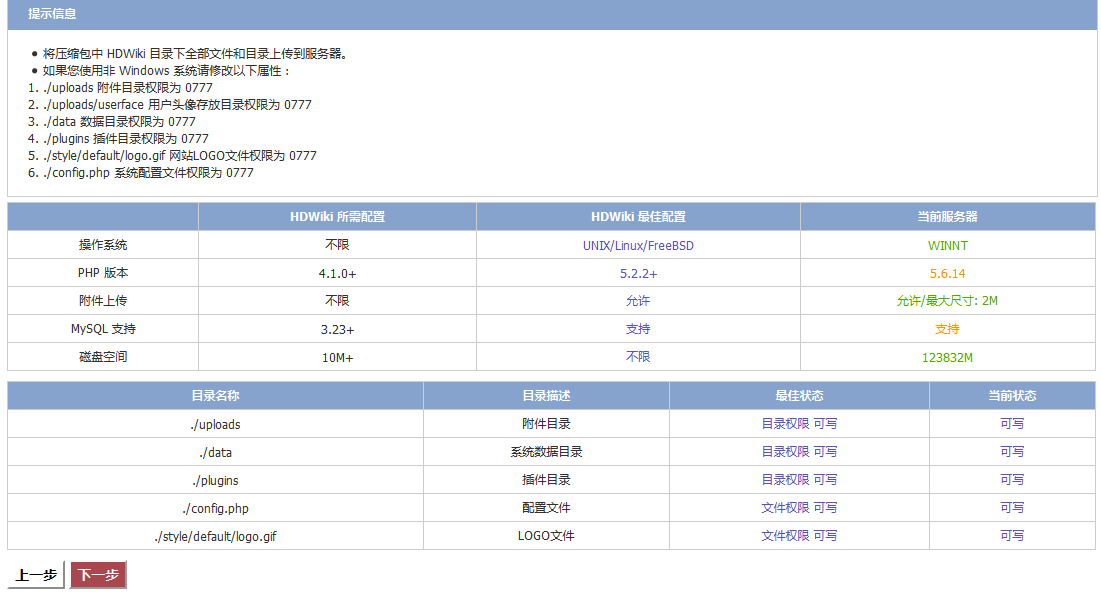 提示信息
● 将压缩包中 HDWiki 目录下全部文件和目录上传到服务器。
● 如果您使用非 Windows 系统请修改以下属性：
1. ./uploads 附件目录权限为 0777
2. ./uploads/userface 用户头像存放目录权限为 0777
3. ./data 数据目录权限为 0777
4. ./plugins 插件目录权限为 0777
5. ./style/default/logo.gif 网站LOGO文件权限为 0777
6. ./config.php 系统配置文件权限为 0777
HDWiki 所需配置 HDWiki 最佳配置 当前服务器
操作系统 不限 UNIX/Linux/FreeBSD WINNT
PHP 版本 4.1.0+ 5.2.2+ 5.6.14
附件上传 不限 允许 允许/最大尺寸: 2M
MySQL 支持 3.23+ 支持 支持
磁盘空间 10M+ 不限 123832M
目录名称 目录描述 最佳状态 当前状态
./uploads 附件目录 目录权限 可写 可写
./data 系统数据目录 目录权限 可写 可写
./plugins 插件目录 目录权限 可写 可写
./config.php 配置文件 文件权限 可写 可写
./style/default/logo.gif LOGO文件 文件权限 可写 可写
上一步 下一步